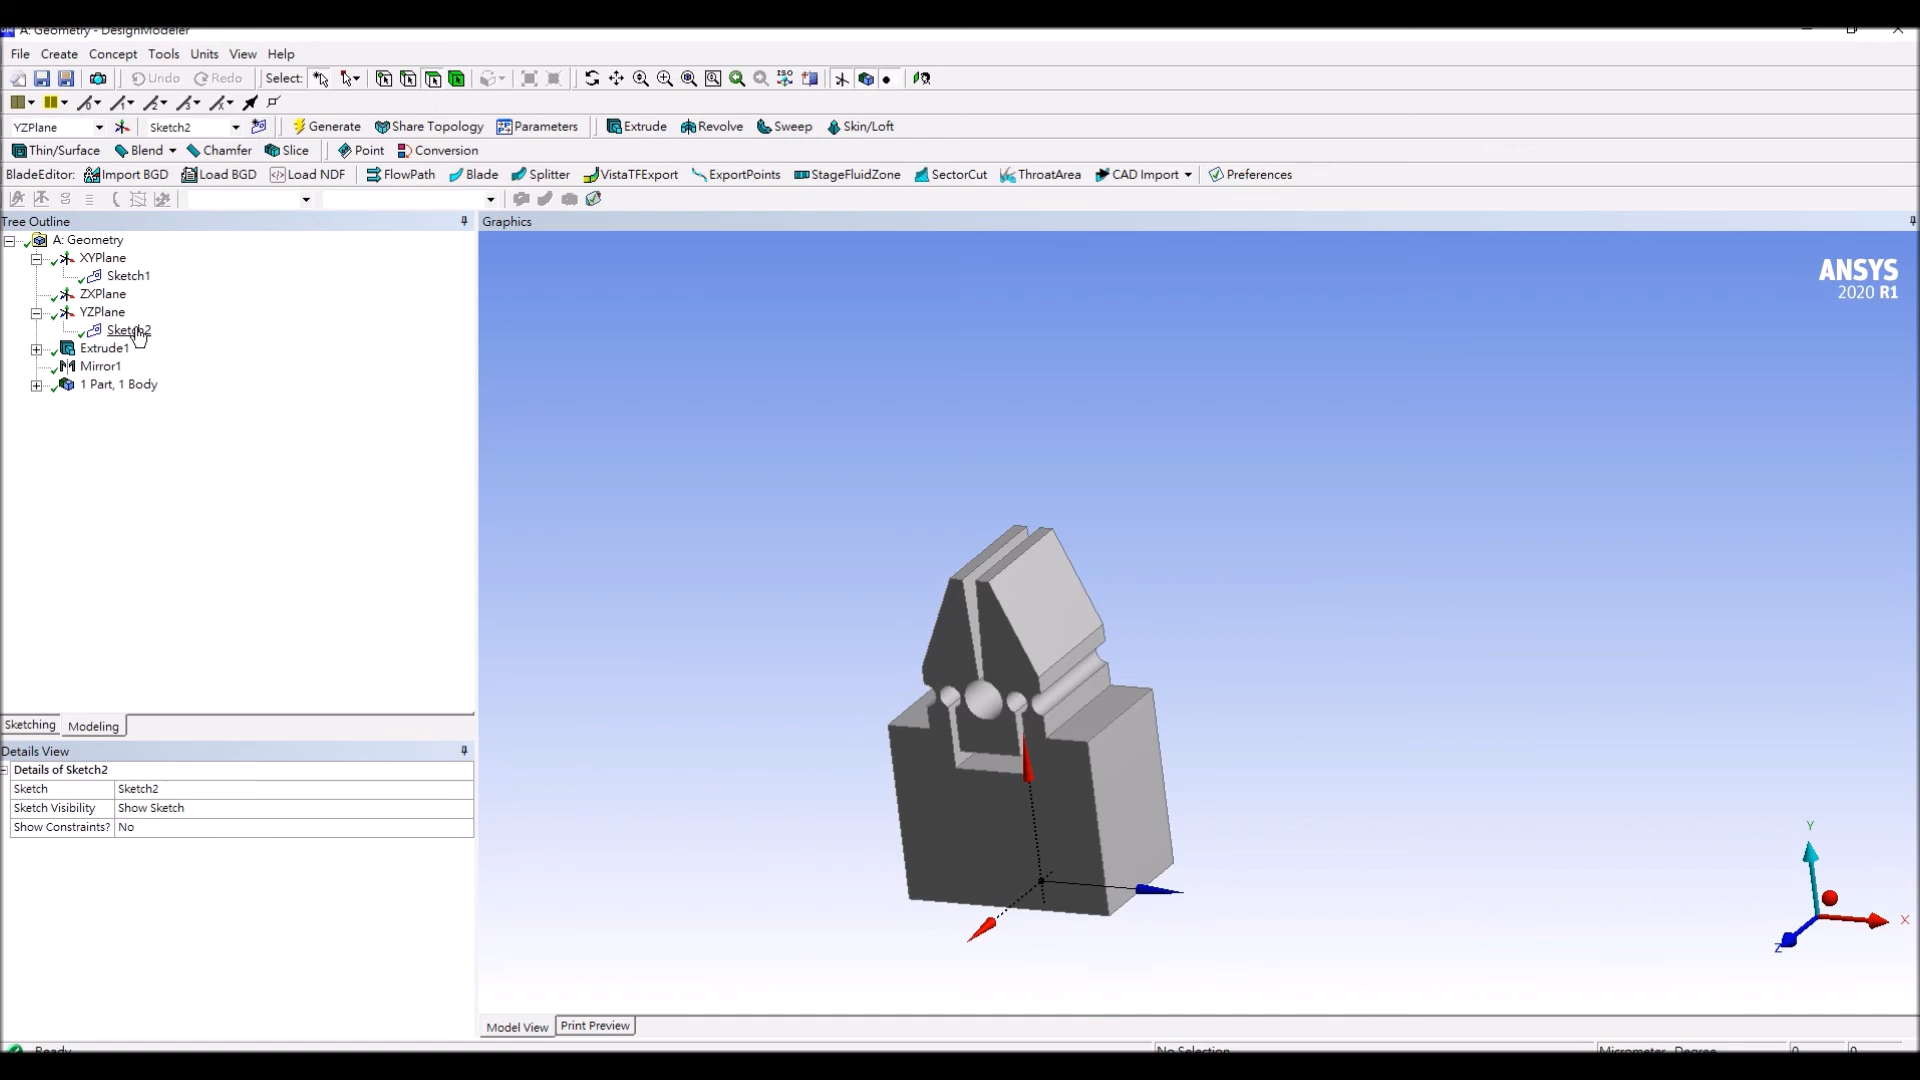 A: Geometry - DesignModeler
File Create Concept Tools Units View Help
Undo Redo Select: ISO
YZPlane Sketch2 Generate Share Topology Parameters Extrude Revolve Sweep Skin/Loft
Thin/Surface Blend Chamfer Slice Point Conversion
BladeEditor: Import BGD Load BGD Load NDF FlowPath Blade Splitter VistaTFExport ExportPoints StageFluidZone SectorCut ThroatArea CAD Import Preferences
Tree Outline
A: Geometry
XYPlane
Sketch1
ZXPlane
YZPlane
Sketch2
Extrude1
Mirror1
1 Part, 1 Body
Sketching Modeling
Details View
Details of Sketch2
Sketch Sketch2
Sketch Visibility Show Sketch
Show Constraints? No
Graphics
ANSYS
2020 R1
Y
X
Z
Model View Print Preview
Ready No Selection Micrometer Degree 0 0